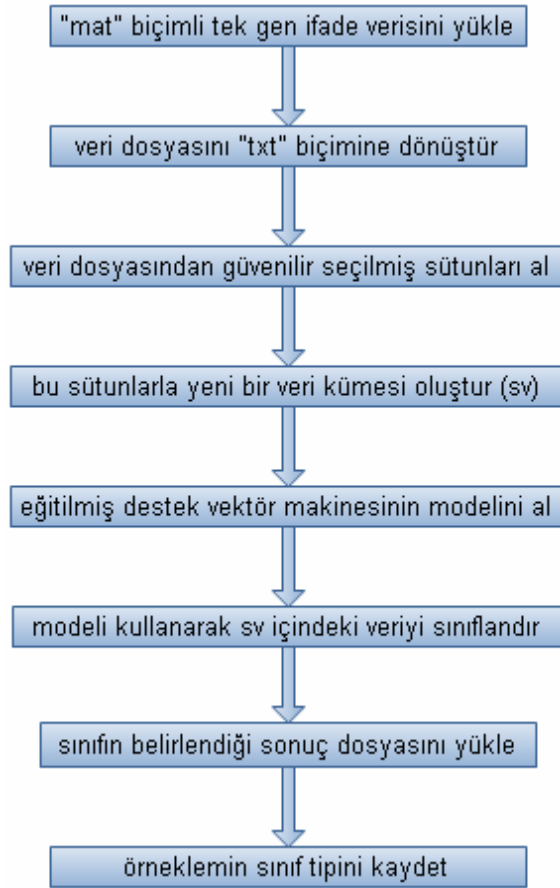 "mat" biçimli tek gen ifade verisini yükle
veri dosyasını "txt" biçimine dönüştür
veri dosyasından güvenilir seçilmiş sütunları al
bu sütunlarla yeni bir veri kümesi oluştur (sv)
eğitilmiş destek vektör makinesinin modelini al
modeli kullanarak sv içindeki veriyi sınıflandır
sınıfın belirlendiği sonuç dosyasını yükle
örneklemin sınıf tipini kaydet